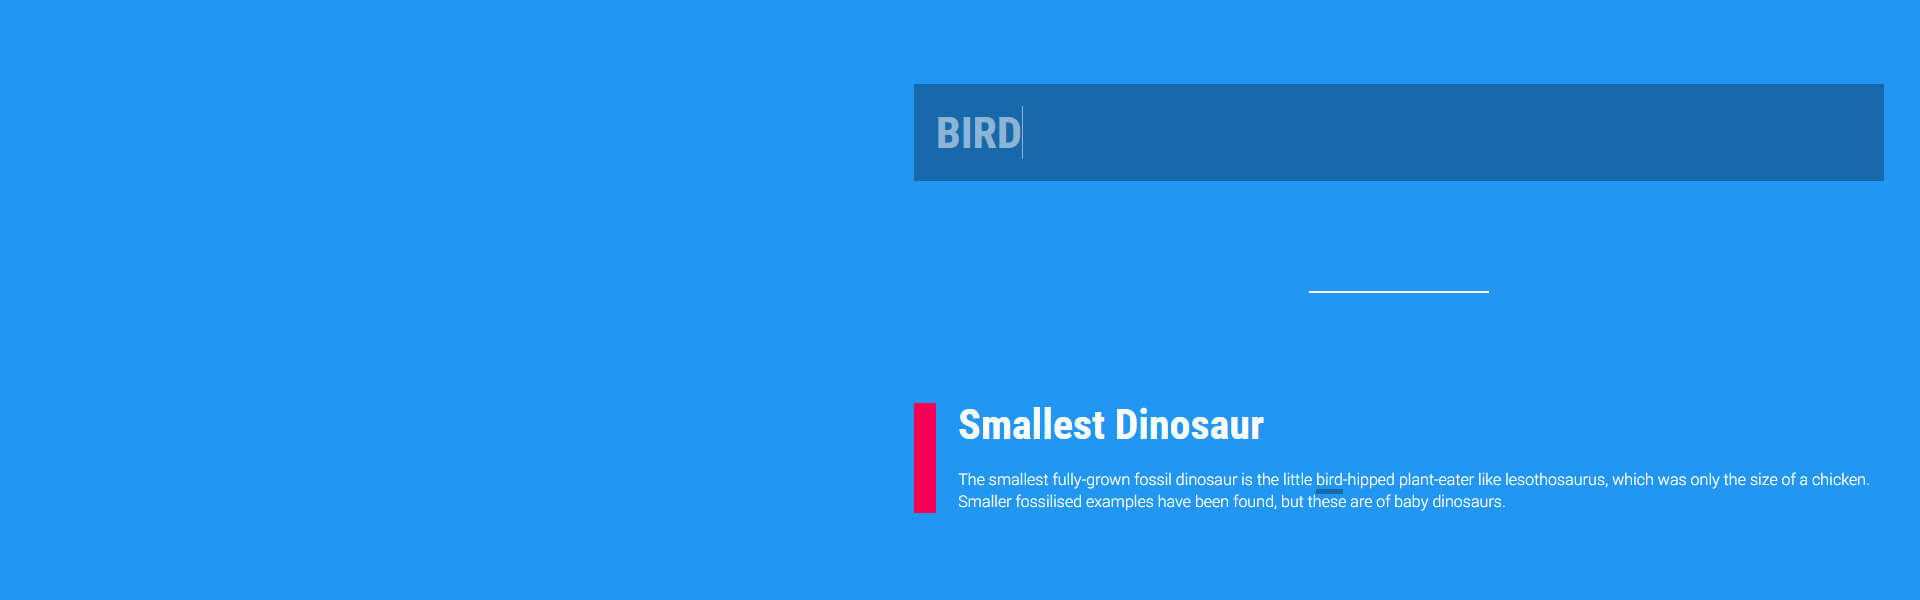 BIRD
Smallest Dinosaur
The smallest fully-grown fossil dinosaur is the little bird-hipped plant-eater like lesothosaurus, which was only the size of a chicken.
Smaller fossilised examples have been found, but these are of baby dinosaurs.